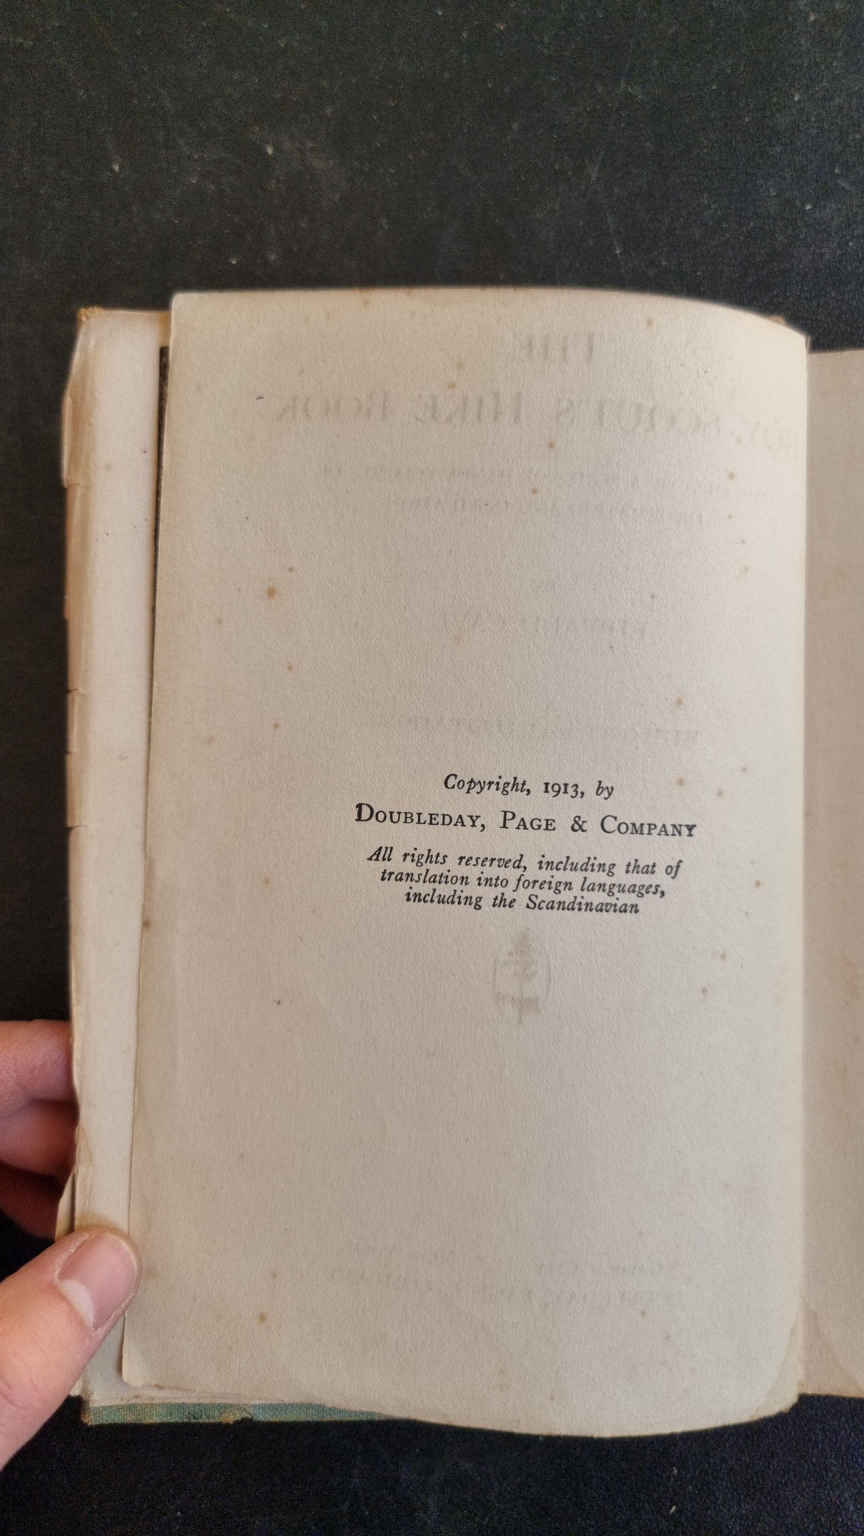 Copyright, 1913, by
Doubleday, Page & Company
All rights reserved, including that of
translation into foreign languages,
including the Scandinavian